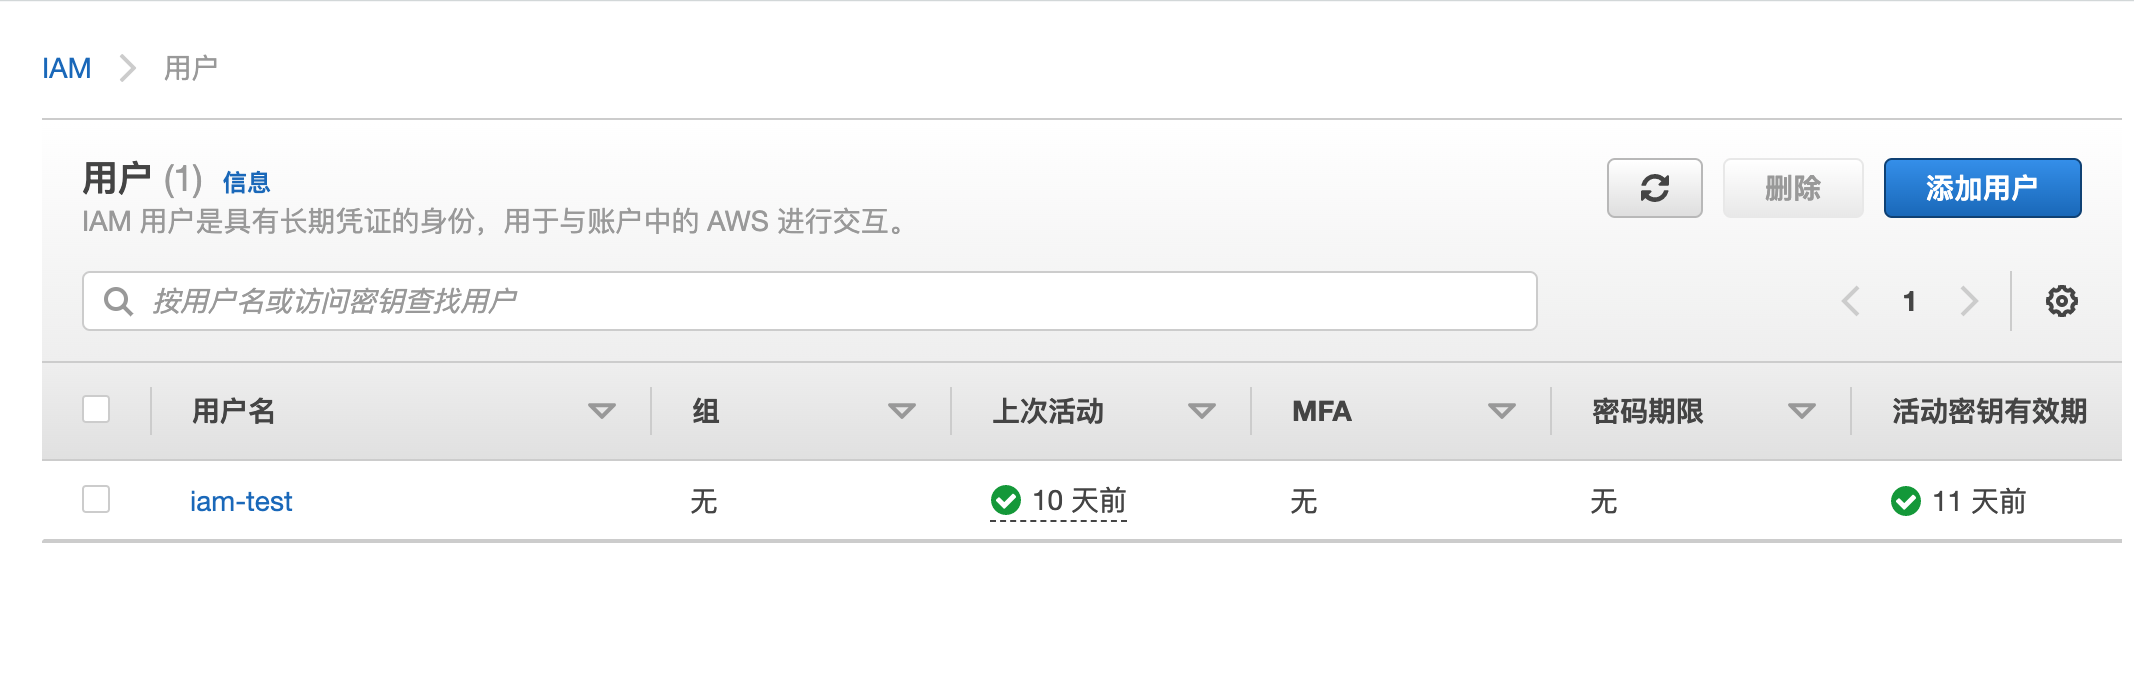 IAM 用户
用户 (1) 信息
IAM 用户是具有长期凭证的身份，用于与账户中的 AWS 进行交互。
删除 添加用户
按用户名或访问密钥查找用户
1
用户名 组 上次活动 MFA 密码期限 活动密钥有效期
iam-test 无 10 天前 无 无 11 天前